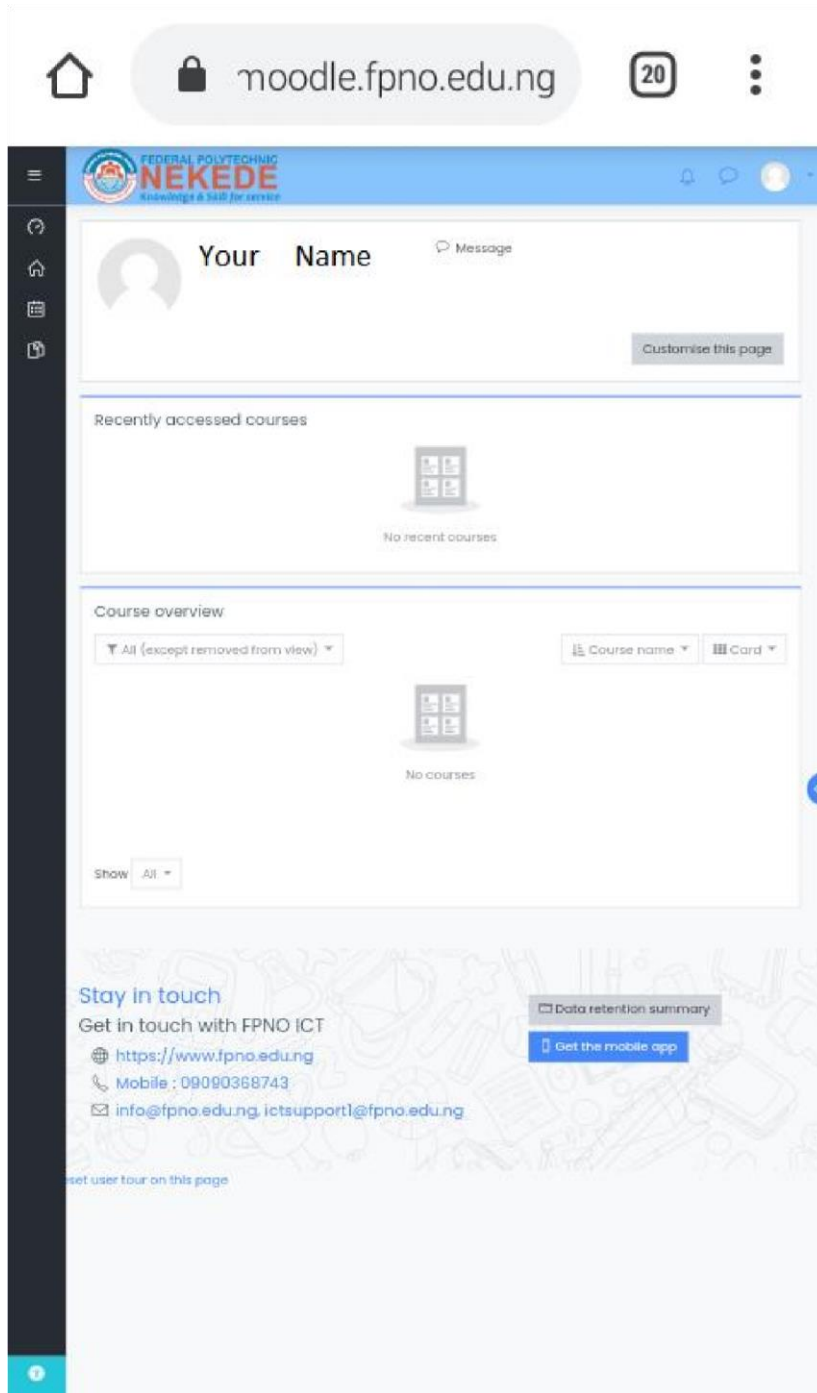 moodle.fpno.edu.ng
20
FEDERAL POLYTECHNIC
NEKEDE
Knowledge & Skill for service
Your Name
Message
Customise this page
Recently accessed courses
No recent courses
Course overview
All (except removed from view)
Course name
Card
No courses
Show All
Stay in touch
Get in touch with FPNO ICT
https://www.fpno.edu.ng
Mobile : 09090368743
info@fpno.edu.ng, ictsupport1@fpno.edu.ng
Data retention summary
Get the mobile app
set user tour on this page